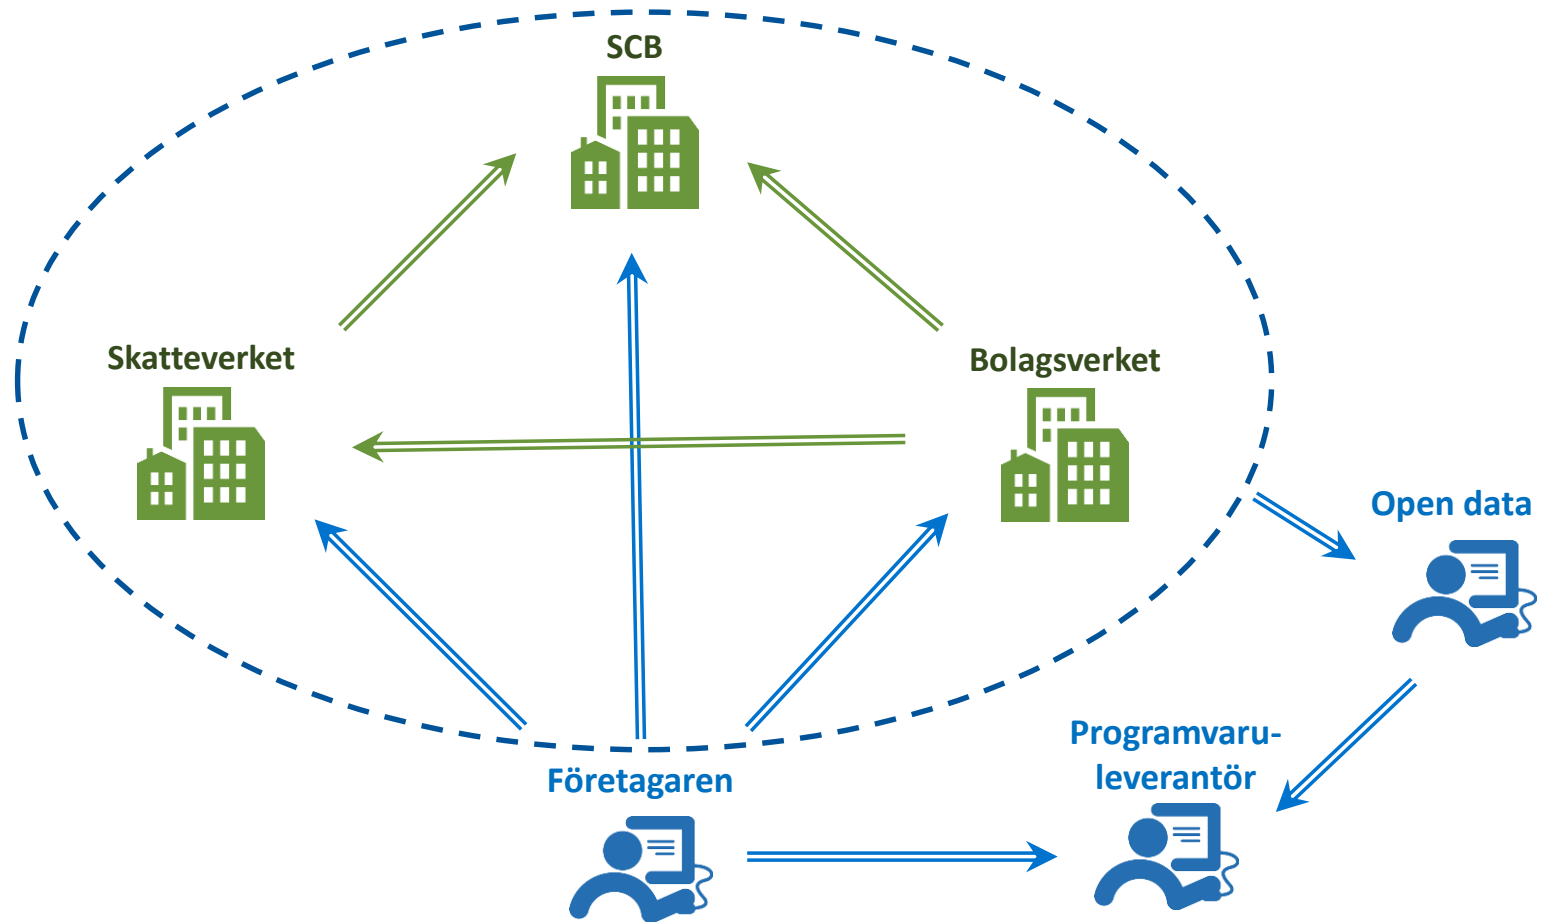 SCB
Skatteverket
Bolagsverket
Open data
Programvaru-
leverantör
Företagaren